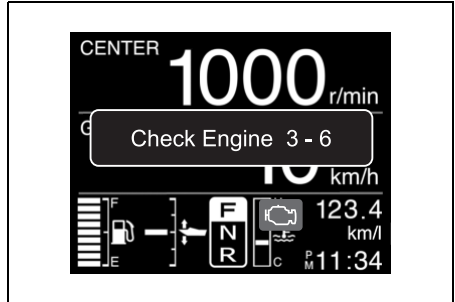 CENTER
1000
r/min
G
Check Engine 3 - 6
km/h
F
E
F
N
R
C
123.4
km/l
PM 11:34